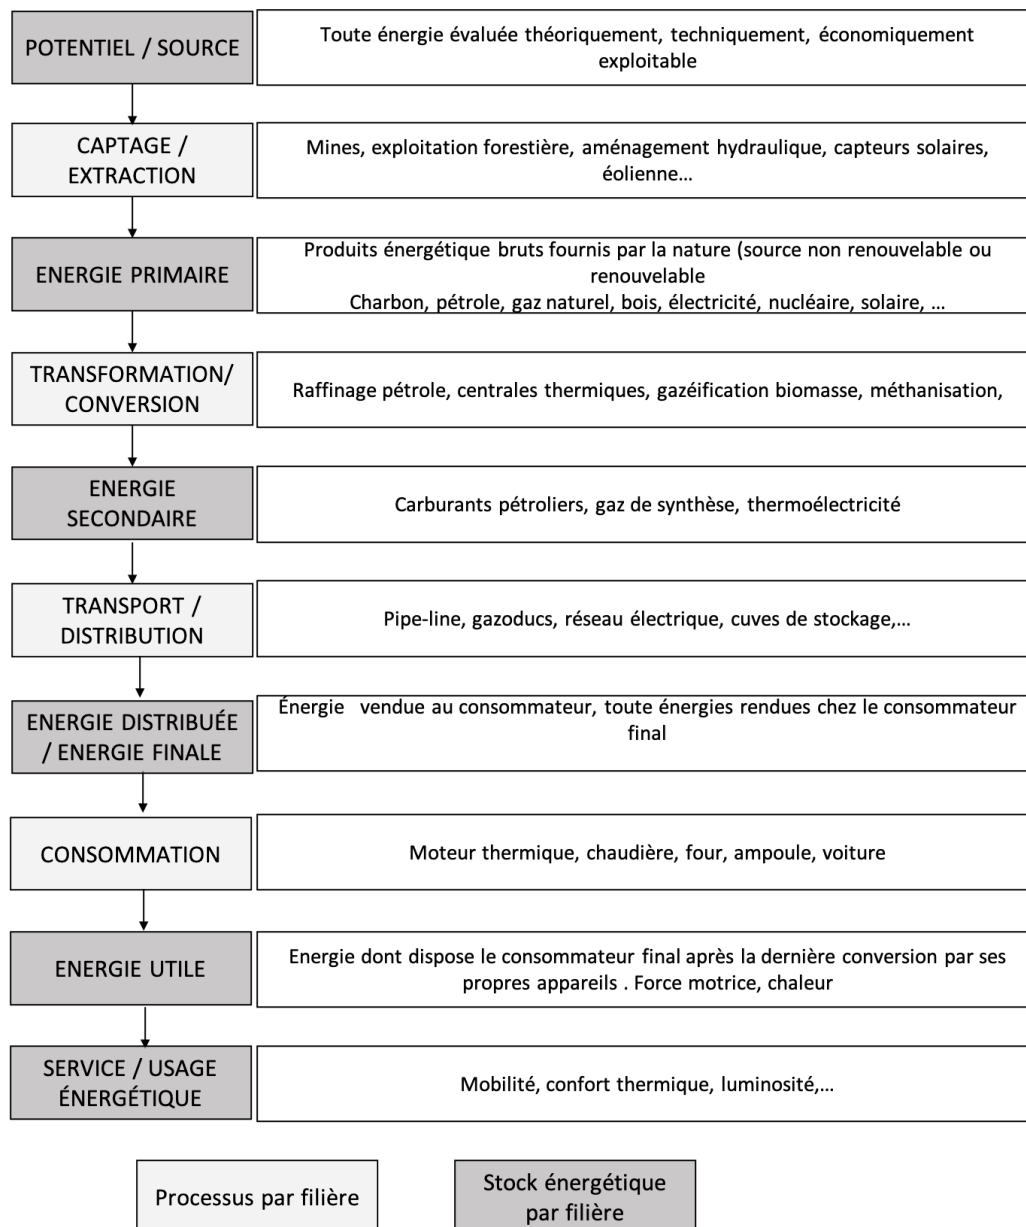 POTENTIEL / SOURCE
Toute énergie évaluée théoriquement, techniquement, économiquement
exploitable
CAPTAGE /
EXTRACTION
Mines, exploitation forestière, aménagement hydraulique, capteurs solaires,
éolienne...
ENERGIE PRIMAIRE
Produits énergétique bruts fournis par la nature (source non renouvelable ou
renouvelable
Charbon, pétrole, gaz naturel, bois, électricité, nucléaire, solaire, ...
TRANSFORMATION/
CONVERSION
Raffinage pétrole, centrales thermiques, gazéification biomasse, méthanisation,
ENERGIE
SECONDAIRE
Carburants pétroliers, gaz de synthèse, thermoélectricité
TRANSPORT /
DISTRIBUTION
Pipe-line, gazoducs, réseau électrique, cuves de stockage,...
ENERGIE DISTRIBUÉE
/ ENERGIE FINALE
Énergie vendue au consommateur, toute énergies rendues chez le consommateur
final
CONSOMMATION
Moteur thermique, chaudière, four, ampoule, voiture
ENERGIE UTILE
Energie dont dispose le consommateur final après la dernière conversion par ses
propres appareils . Force motrice, chaleur
SERVICE / USAGE
ÉNERGÉTIQUE
Mobilité, confort thermique, luminosité,...
Processus par filière
Stock énergétique
par filière